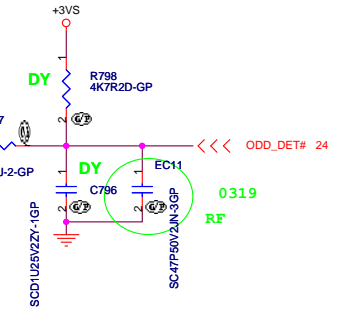 +3VS
1
R798
4K7R2D-GP
DY
2
G/P
7
ODD_DET# 24
J-2-GP
DY
EC11
1
1
C796
2
G/P
2
G/P
0319
RF
SCD1U25V2ZY-1GP
SC47P50V2JN-3GP